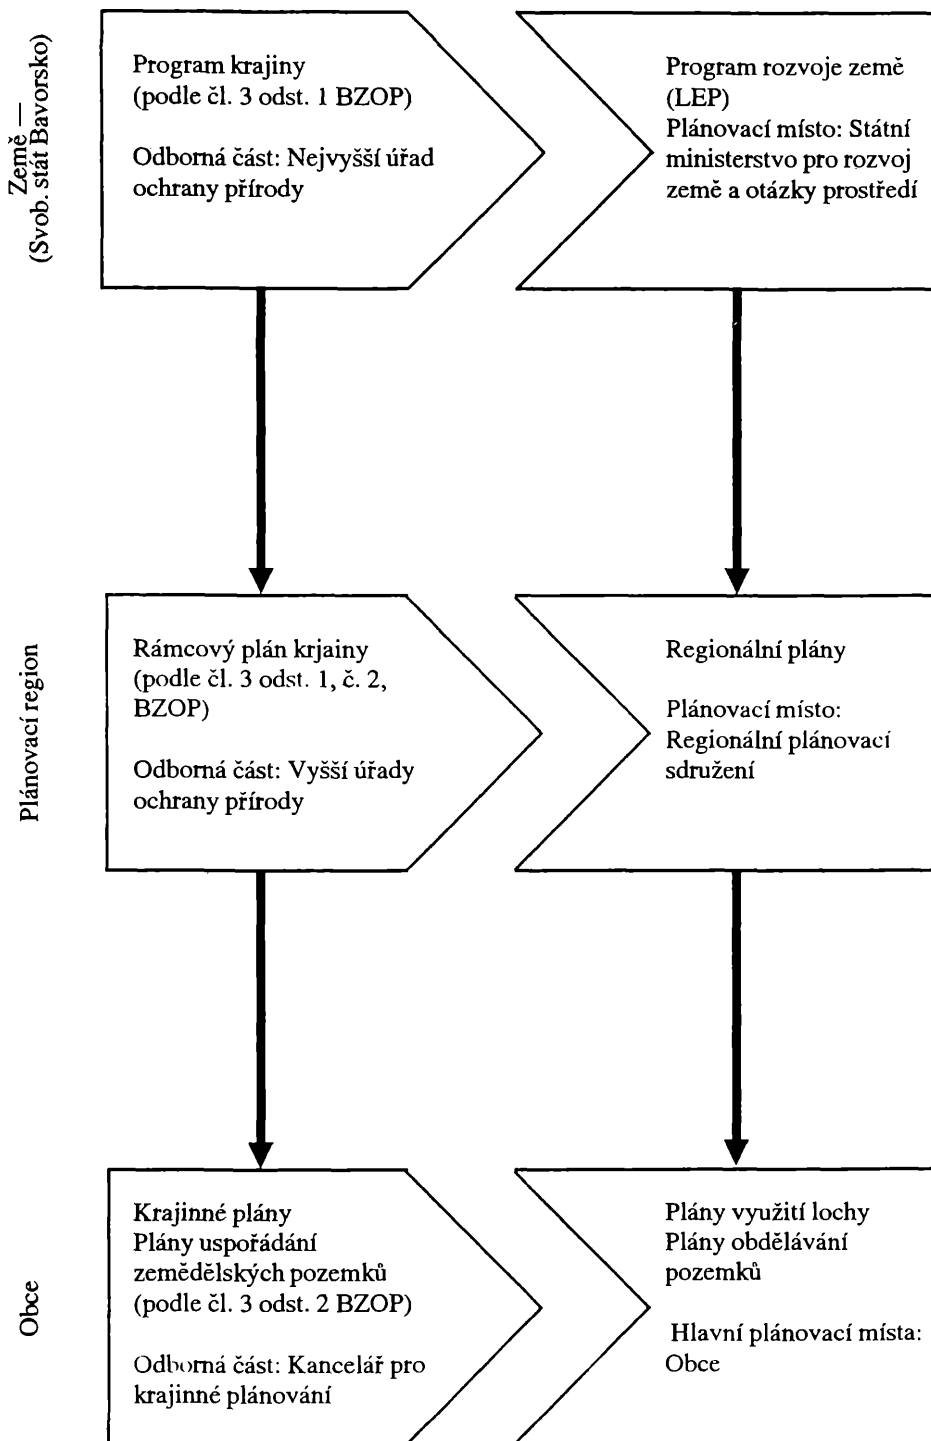 Země —
(Svob. stát Bavorsko)
Program krajiny
(podle čl. 3 odst. 1 BZOP)
Odborná část: Nejvyšší úřad
ochrany přírody
Program rozvoje země
(LEP)
Plánovací místo: Státní
ministerstvo pro rozvoj
země a otázky prostředí
Plánovací region
Rámcový plán krjainy
(podle čl. 3 odst. 1, č. 2,
BZOP)
Odborná část: Vyšší úřady
ochrany přírody
Regionální plány
Plánovací místo:
Regionální plánovací
sdružení
Obce
Krajinné plány
Plány uspořádání
zemědělských pozemků
(podle čl. 3 odst. 2 BZOP)
Odborná část: Kancelář pro
krajinné plánování
Plány využití lochy
Plány obdělávání
pozemků
Hlavní plánovací místa:
Obce